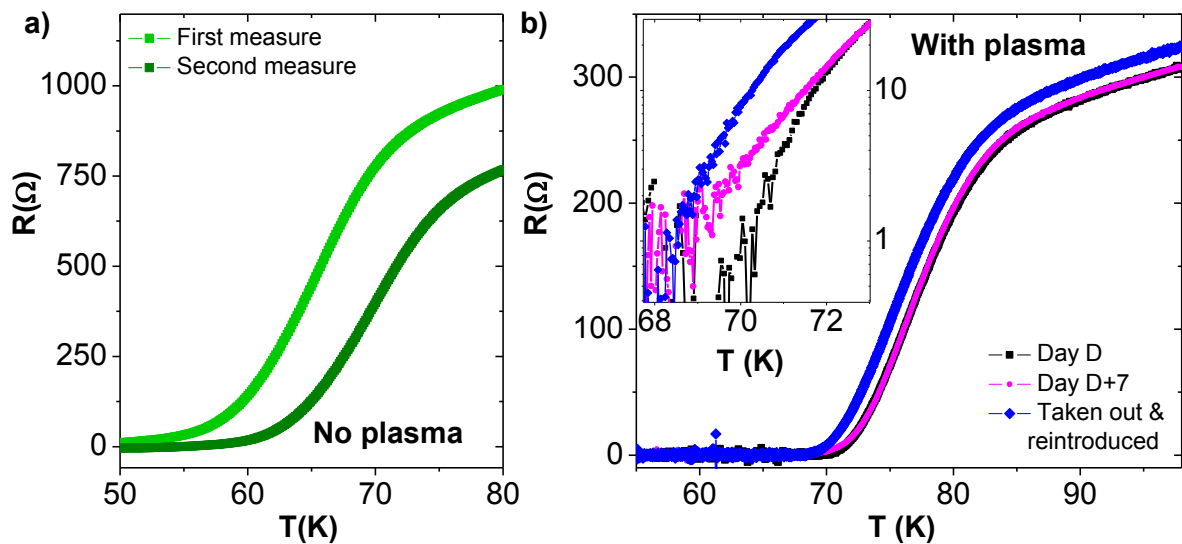 a)
First measure
Second measure
1000
750
500
250
0
R(Ω)
No plasma
50 60 70 80
T(K)
b)
With plasma
300
200
100
0
R(Ω)
10
1
68 70 72
T (K)
Day D
Day D+7
Taken out &
reintroduced
60 70 80 90
T (K)